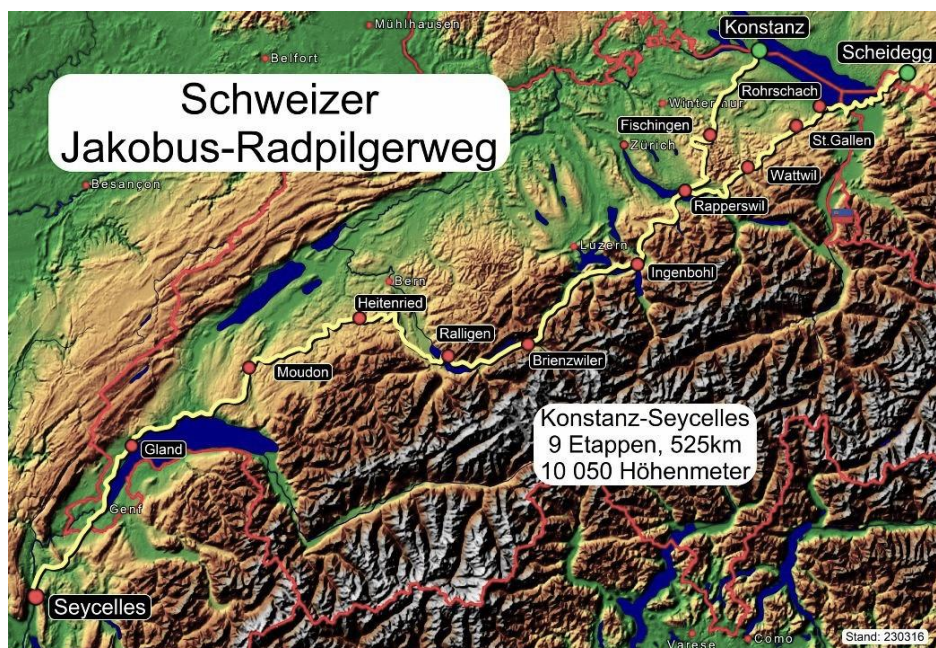 Mühlhausen
Konstanz
Belfort
Scheidegg
Schweizer
Jakobus-Radpilgerweg
Rohrschach
Winterthur
Fischingen
St.Gallen
Zürich
Wattwil
Besançon
Rapperswil
Luzern
Ingenbohl
Bern
Heitenried
Ralligen
Brienzwiler
Moudon
Konstanz-Seycelles
9 Etappen, 525km
10 050 Höhenmeter
Gland
Genf
Seycelles
Varese
Como
Stand: 230316